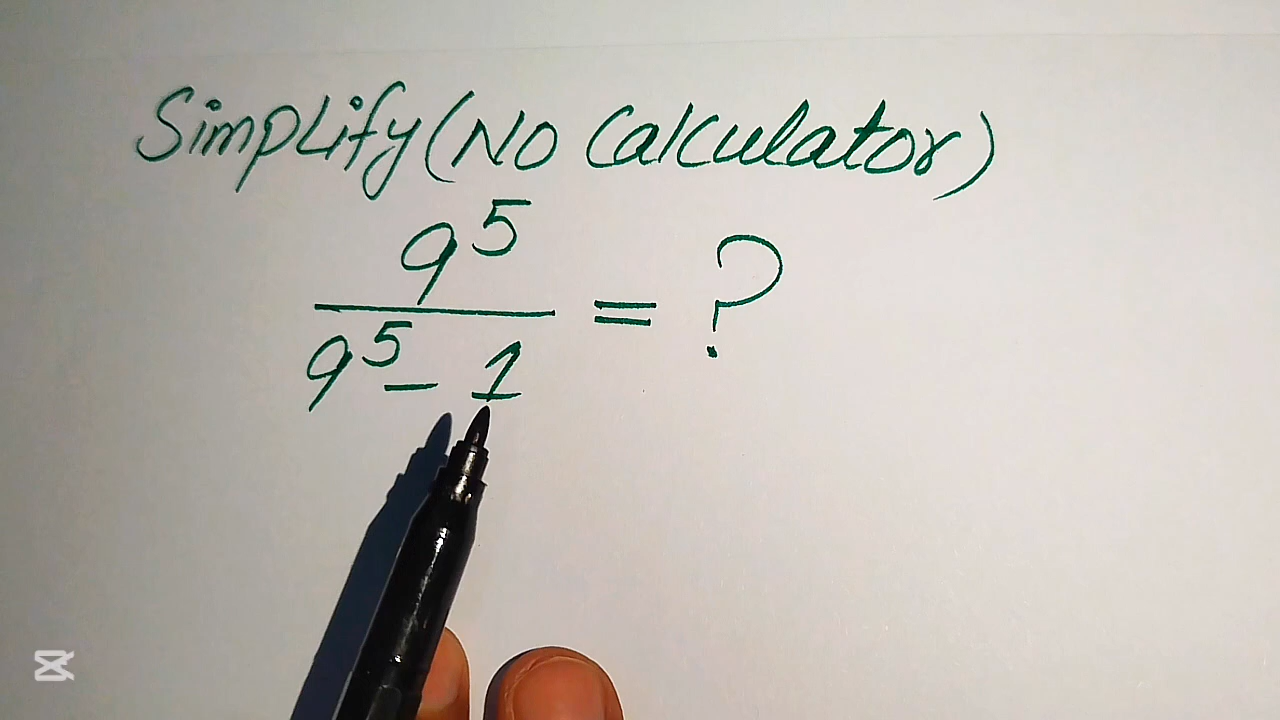 Simplify (No Calculator)
9^5
9^5 - 1 = ?